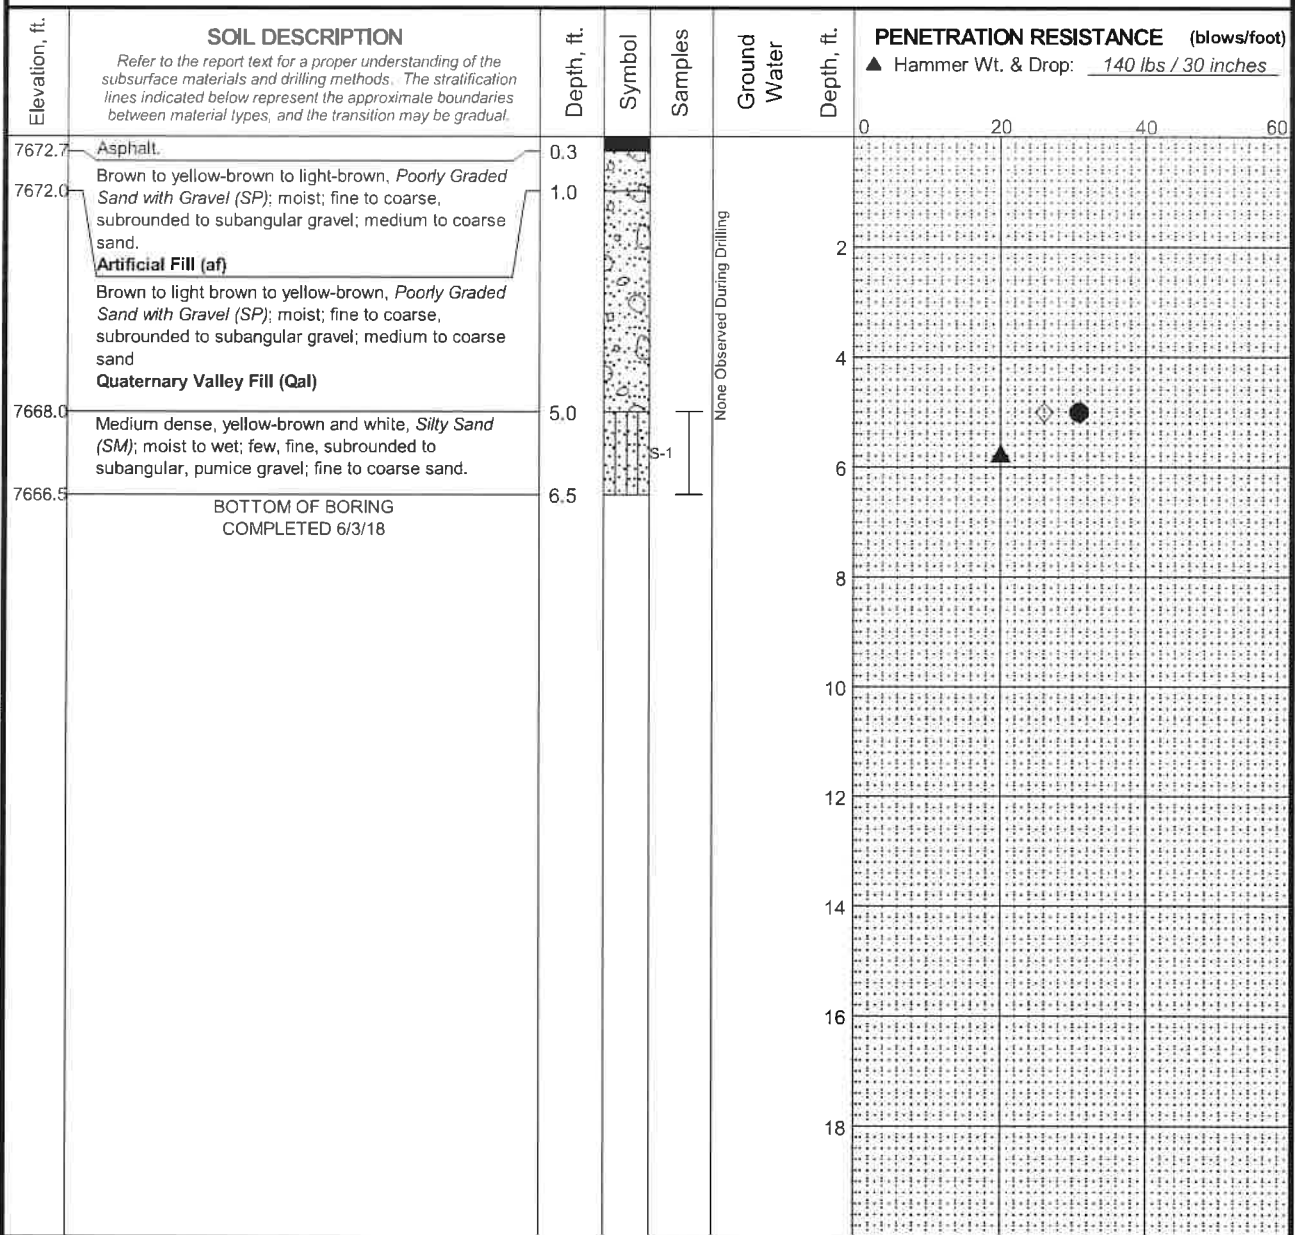 Elevation, ft.
SOIL DESCRIPTION
Refer to the report text for a proper understanding of the
subsurface materials and drilling methods. The stratification
lines indicated below represent the approximate boundaries
between material types, and the transition may be gradual.
Depth, ft.
Symbol
Samples
Ground
Water
Depth, ft.
PENETRATION RESISTANCE (blows/foot)
▲ Hammer Wt. & Drop: 140 lbs / 30 inches
0 20 40 60
7672.7 Asphalt. 0.3
Brown to yellow-brown to light-brown, Poorly Graded
7672.0 Sand with Gravel (SP); moist; fine to coarse, 1.0
subrounded to subangular gravel; medium to coarse
sand.
Artificial Fill (af)
Brown to light brown to yellow-brown, Poorly Graded
Sand with Gravel (SP); moist; fine to coarse,
subrounded to subangular gravel; medium to coarse
sand
Quaternary Valley Fill (Qal)
7668.0 5.0
Medium dense, yellow-brown and white, Silty Sand
(SM); moist to wet; few, fine, subrounded to
subangular, pumice gravel; fine to coarse sand.
S-1
7666.5 6.5
BOTTOM OF BORING
COMPLETED 6/3/18
None Observed During Drilling
2
4
6
8
10
12
14
16
18